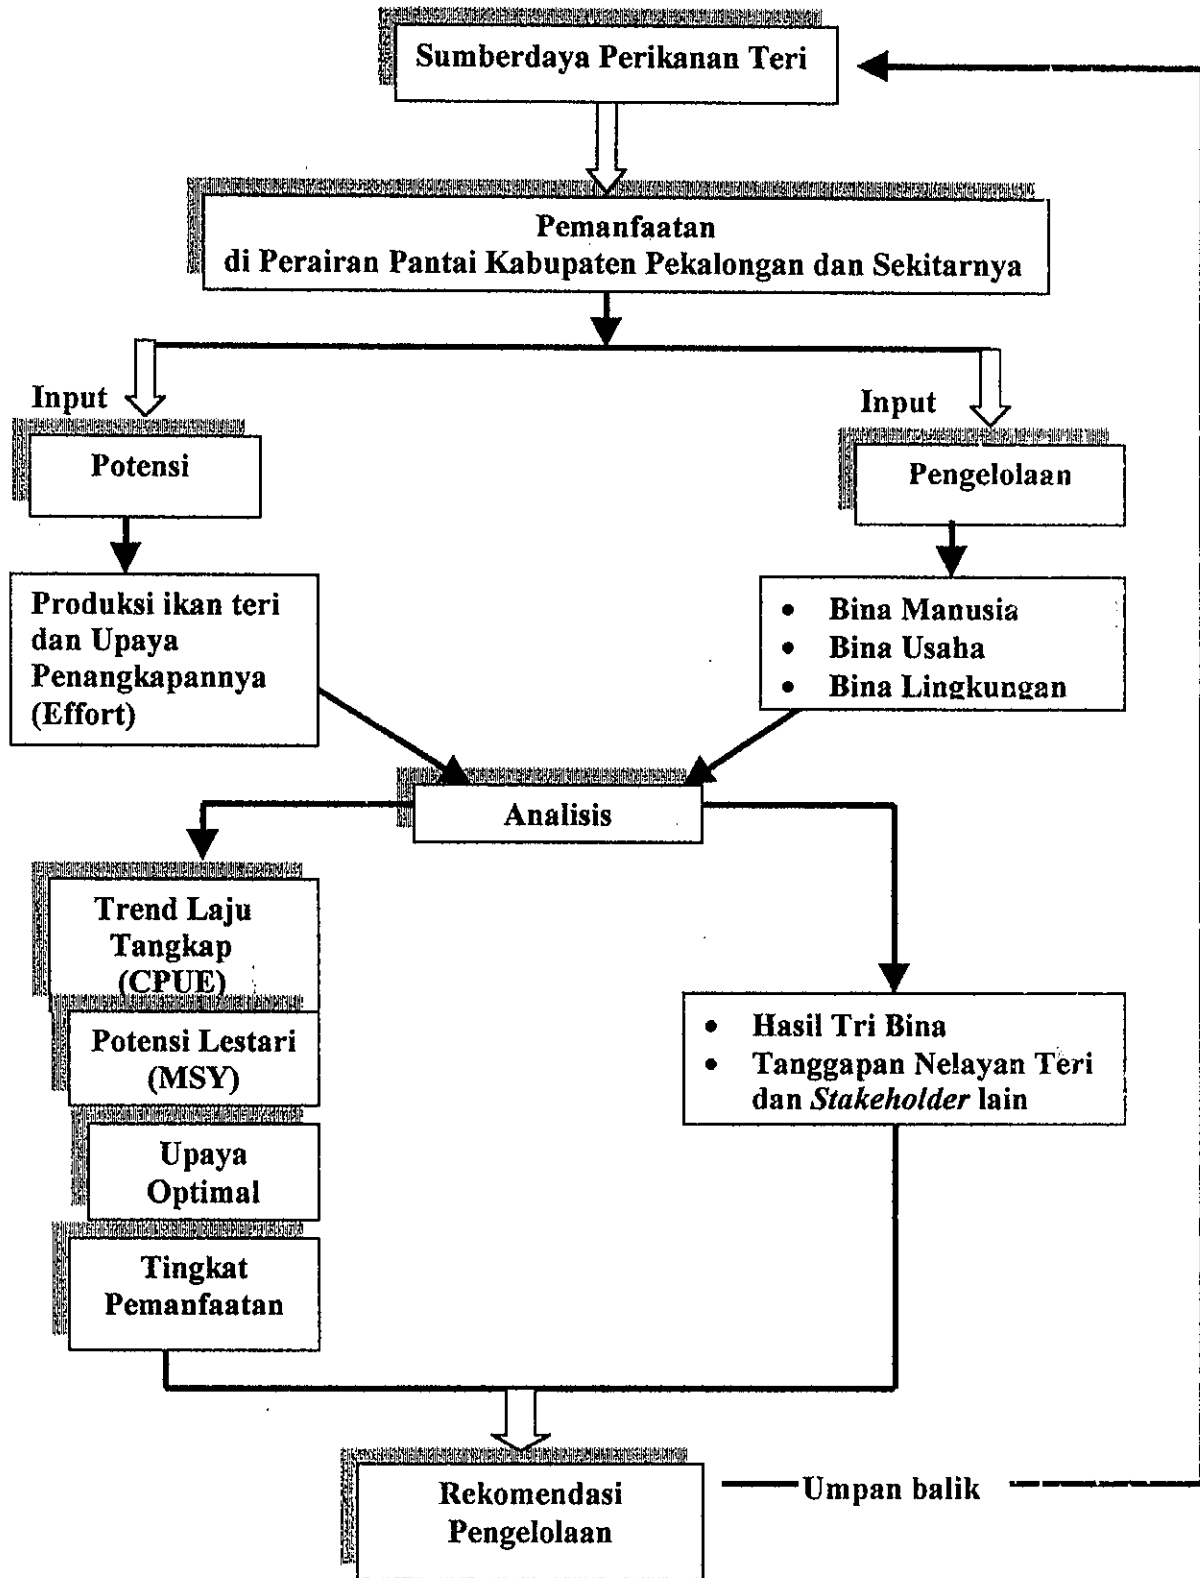 Sumberdaya Perikanan Teri
Pemanfaatan
di Perairan Pantai Kabupaten Pekalongan dan Sekitarnya
Input
Potensi
Input
Pengelolaan
Produksi ikan teri
dan Upaya
Penangkapannya
(Effort)
• Bina Manusia
• Bina Usaha
• Bina Lingkungan
Analisis
Trend Laju
Tangkap
(CPUE)
Potensi Lestari
(MSY)
Upaya
Optimal
Tingkat
Pemanfaatan
• Hasil Tri Bina
• Tanggapan Nelayan Teri
dan Stakeholder lain
Rekomendasi
Pengelolaan
Umpan balik